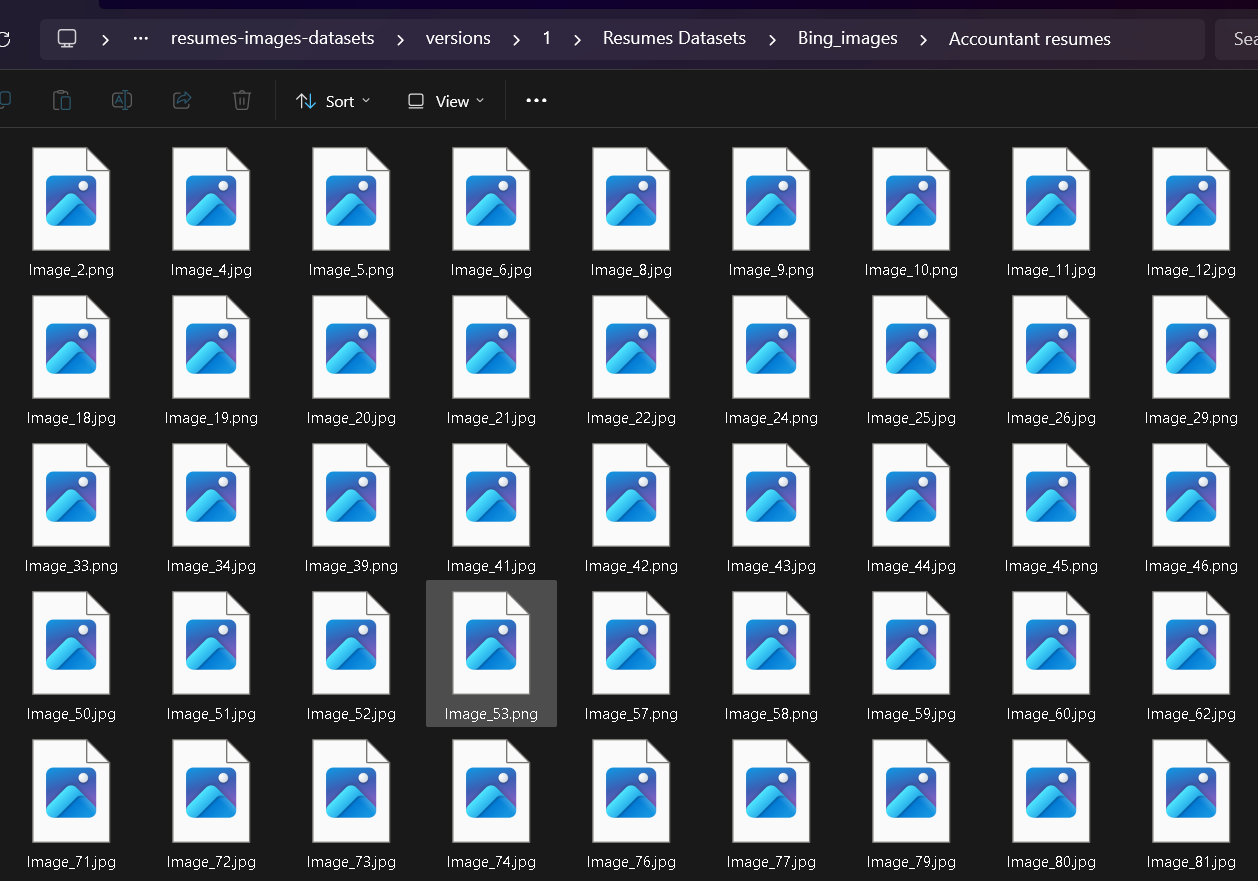 resumes-images-datasets > versions > 1 > Resumes Datasets > Bing_images > Accountant resumes
Sort View
Image_2.png Image_4.jpg Image_5.png Image_6.jpg Image_8.jpg Image_9.png Image_10.png Image_11.jpg Image_12.jpg
Image_18.jpg Image_19.png Image_20.jpg Image_21.jpg Image_22.jpg Image_24.png Image_25.jpg Image_26.jpg Image_29.png
Image_33.png Image_34.jpg Image_39.png Image_41.jpg Image_42.png Image_43.jpg Image_44.jpg Image_45.png Image_46.png
Image_50.jpg Image_51.jpg Image_52.jpg Image_53.png Image_57.png Image_58.png Image_59.jpg Image_60.jpg Image_62.jpg
Image_71.jpg Image_72.jpg Image_73.jpg Image_74.jpg Image_76.jpg Image_77.jpg Image_79.jpg Image_80.jpg Image_81.jpg